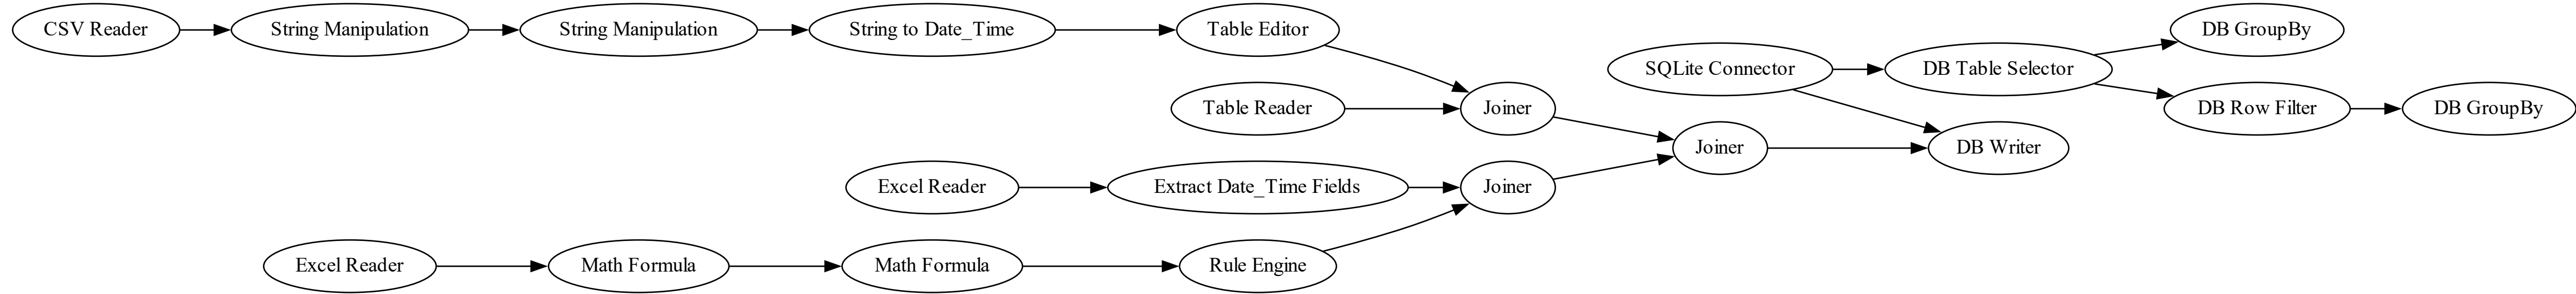 CSV Reader
String Manipulation
String Manipulation
String to Date_Time
Table Editor
Table Reader
Joiner
Excel Reader
Extract Date_Time Fields
Joiner
Excel Reader
Math Formula
Math Formula
Rule Engine
Joiner
SQLite Connector
DB Table Selector
DB Writer
DB GroupBy
DB Row Filter
DB GroupBy